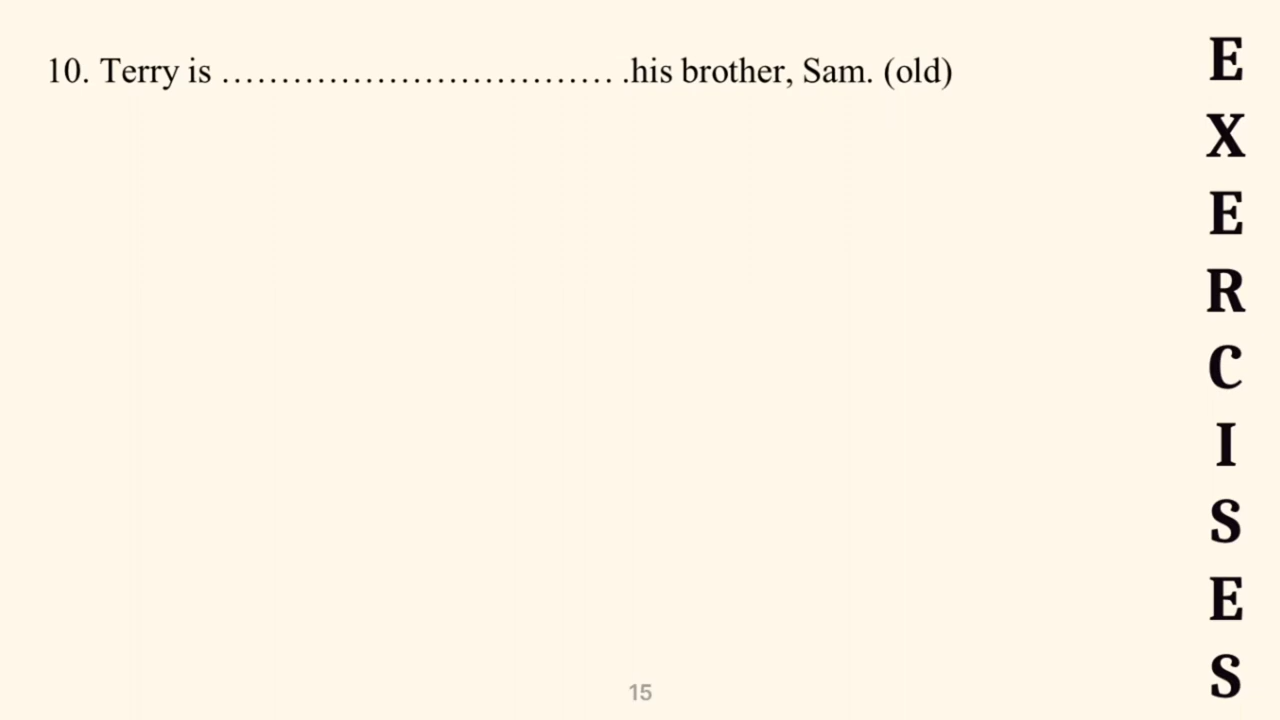 10. Terry is …………………………… .his brother, Sam. (old)
E
X
E
R
C
I
S
E
S
15